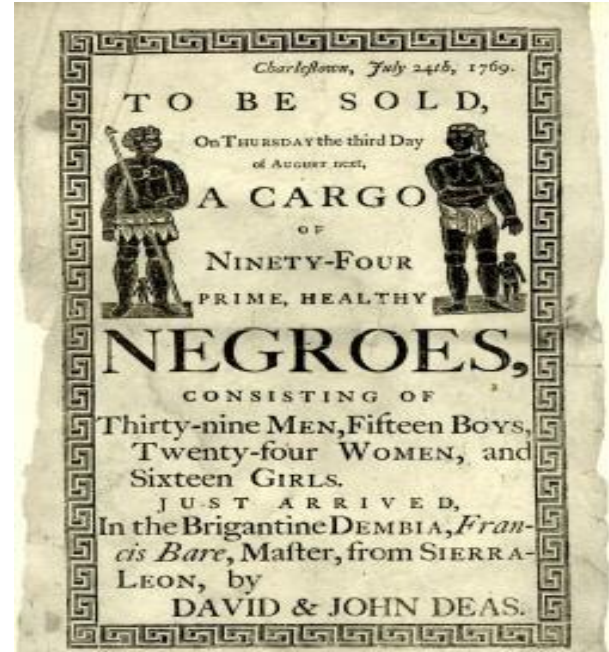 Charlestown, July 24th, 1769.
TO BE SOLD,
On THURSDAY the third Day
of AUGUST next,
A CARGO
OF
NINETY-FOUR
PRIME, HEALTHY
NEGROES,
CONSISTING OF
Thirty-nine MEN, Fifteen BOYS,
Twenty-four WOMEN, and
Sixteen GIRLS.
JUST ARRIVED,
In the Brigantine DEMBIA, Fran-
cis Bare, Master, from SIERRA-
LEON, by
DAVID & JOHN DEAS.